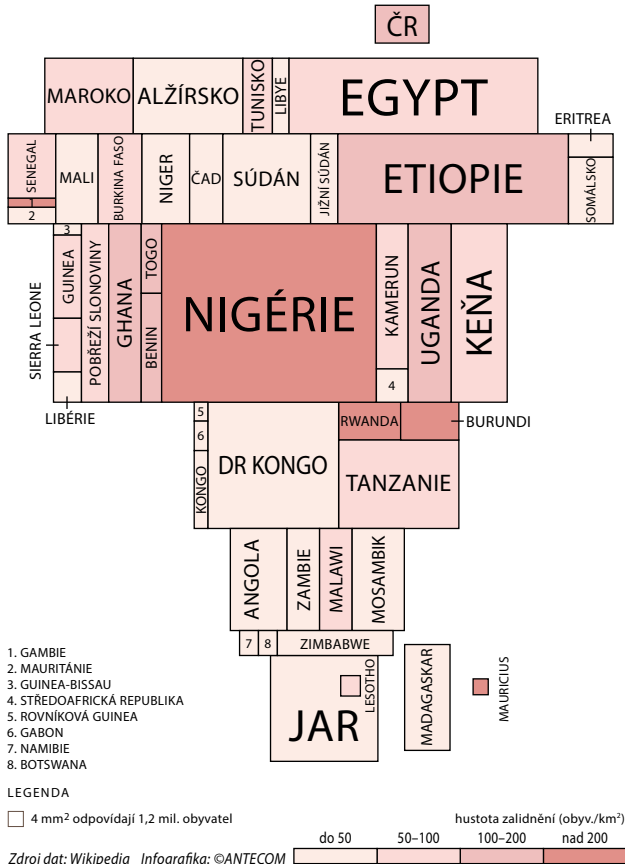 ČR
MAROKO
ALŽÍRSKO
TUNISKO
LIBYE
EGYPT
ERITREA
SENEGAL
1
2
MALI
BURKINA FASO
NIGER
ČAD
SÚDÁN
JIŽNÍ SÚDÁN
ETIOPIE
SOMÁLSKO
3
GUINEA
SIERRA LEONE
LIBÉRIE
POBŘEŽÍ SLONOVINY
GHANA
TOGO
BENIN
NIGÉRIE
KAMERUN
4
UGANDA
KEŇA
5
6
KONGO
DR KONGO
RWANDA
BURUNDI
TANZANIE
ANGOLA
ZAMBIE
MALAWI
MOSAMBIK
7
8
ZIMBABWE
JAR
LESOTHO
MADAGASKAR
MAURICIUS
1. GAMBIE
2. MAURITÁNIE
3. GUINEA-BISSAU
4. STŘEDOAFRICKÁ REPUBLIKA
5. ROVNÍKOVÁ GUINEA
6. GABON
7. NAMIBIE
8. BOTSWANA
LEGENDA
4 mm² odpovídají 1,2 mil. obyvatel
hustota zalidnění (obyv./km²)
do 50
50–100
100–200
nad 200
Zdroj dat: Wikipedia Infografika: ©ANTECOM